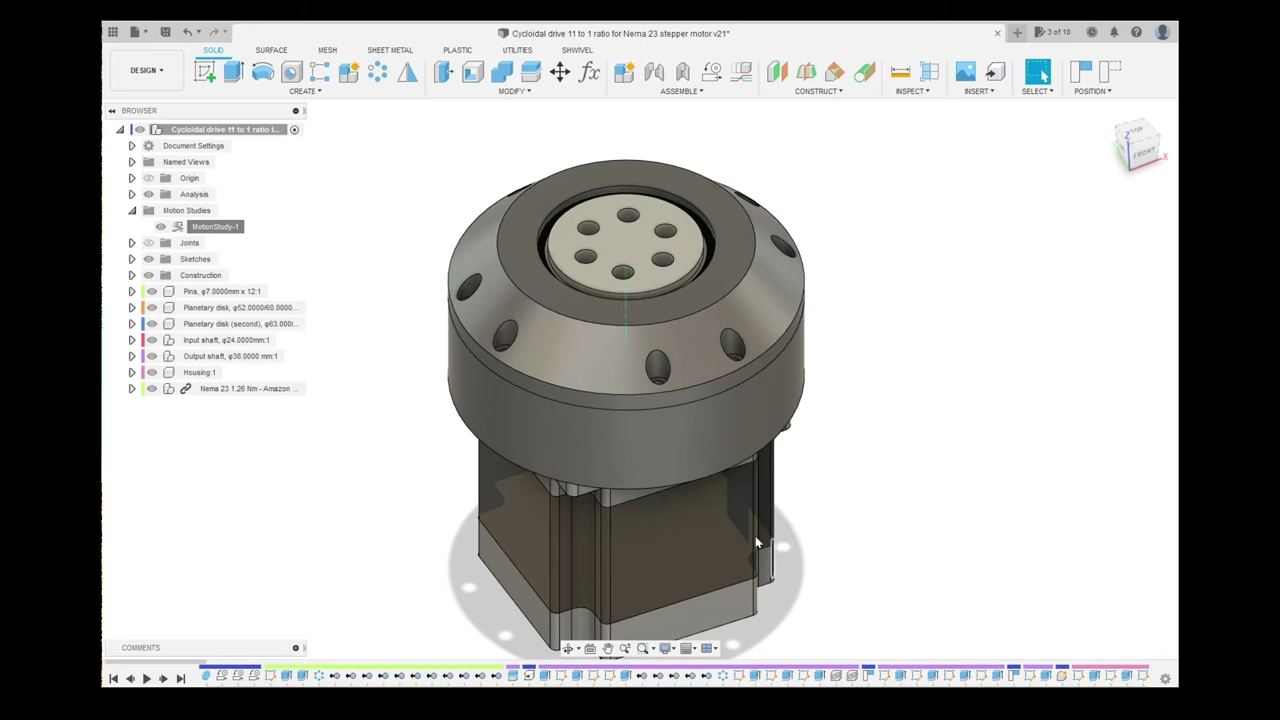 Cycloidal drive 11 to 1 ratio for Nema 23 stepper motor v21*
3 of 10
SOLID SURFACE MESH SHEET METAL PLASTIC UTILITIES SHWIVEL
DESIGN
CREATE MODIFY ASSEMBLE CONSTRUCT INSPECT INSERT SELECT POSITION
BROWSER
Cycloidal drive 11 to 1 ratio f...
Document Settings
Named Views
Origin
Analysis
Motion Studies
MotionStudy-1
Joints
Sketches
Construction
Pins, φ7.0000mm x 12:1
Planetary disk, φ52.0000/60.0000...
Planetary disk (second), φ63.000(...
Input shaft, φ24.0000mm:1
Output shaft, φ38.0000 mm:1
Housing:1
Nema 23 1.26 Nm - Amazon ...
TOP
FRONT
Z
X
COMMENTS